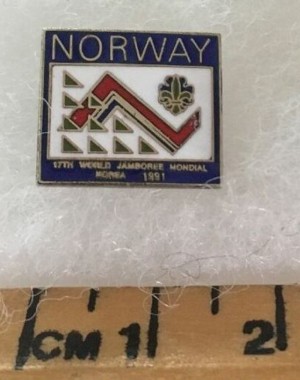 NORWAY
17TH WORLD JAMBOREE MONDIAL
KOREA 1991
CM 1 2